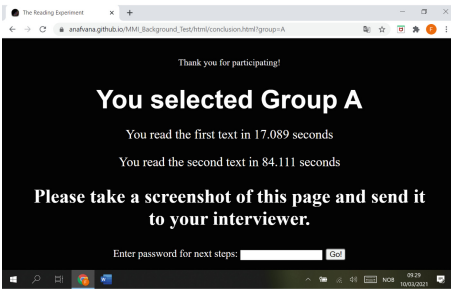 The Reading Experiment
anafvana.github.io/MMI_Background_Test/html/conclusion.html?group=A
Thank you for participating!
You selected Group A
You read the first text in 17.089 seconds
You read the second text in 84.111 seconds
Please take a screenshot of this page and send it
to your interviewer.
Enter password for next steps: Go!
NOB
09:29
10/03/2021